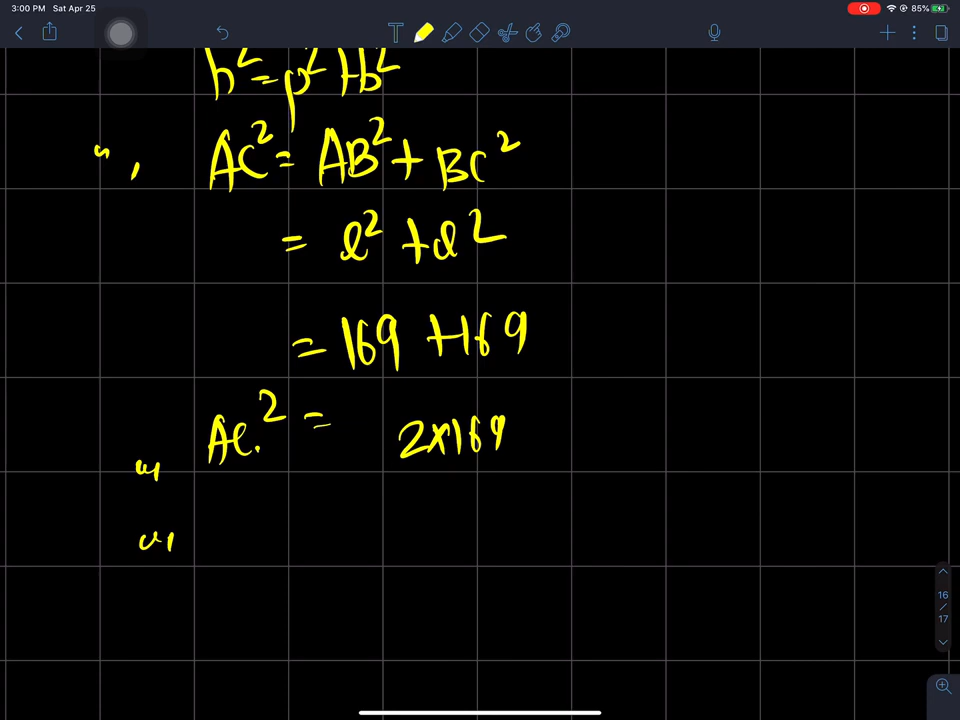 3:00 PM Sat Apr 25 85%
T
h² = p² + b²
", AC² = AB² + BC²
= l² + l²
= 169 + 169
AC² = 2×169
16
/
17